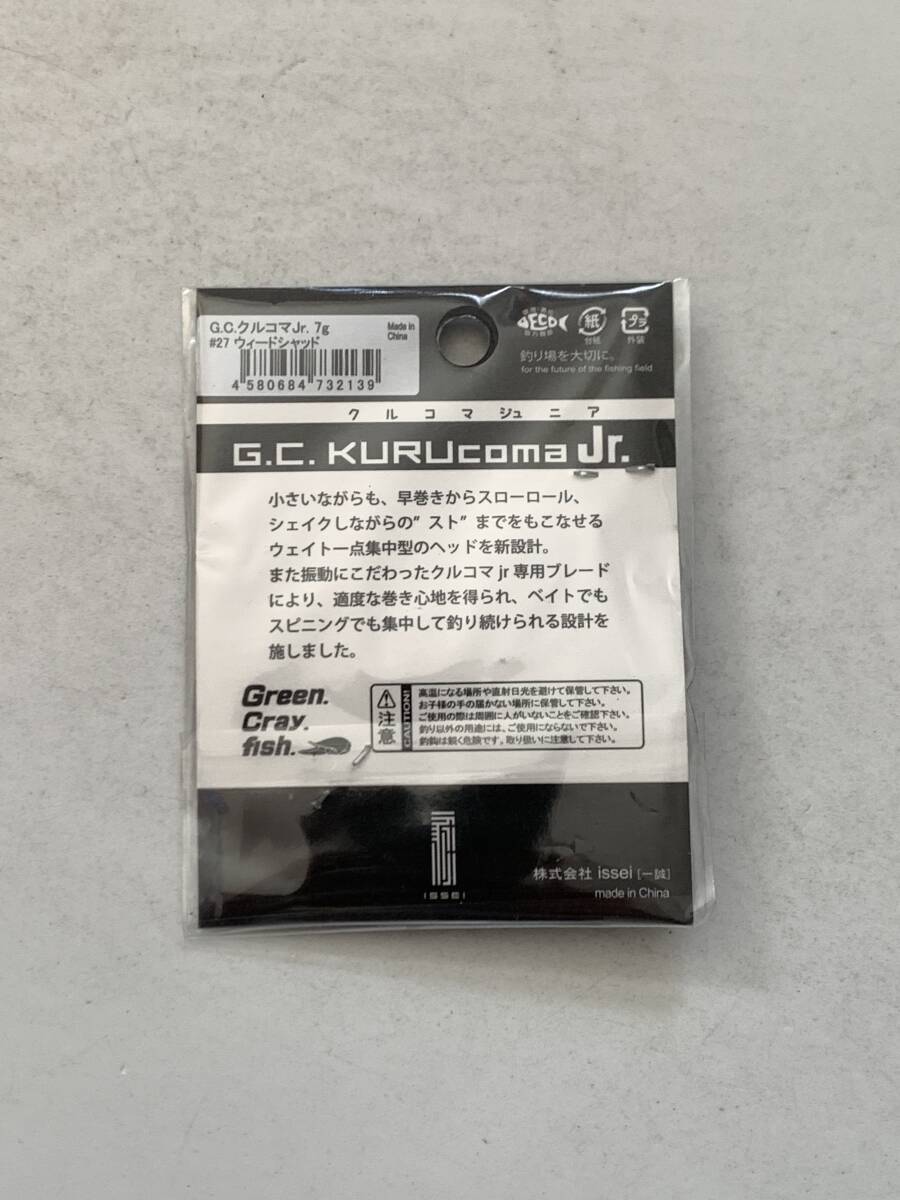 G.C.クルコマJr. 7g
#27 ウィードシャッド
Made in
China
4 580684 732139
環境・美化
ECO
協力商品
紙
台紙
プラ
外装
釣り場を大切に。
for the future of the fishing field
クルコマジュニア
G.C. KURUcoma Jr.
小さいながらも、早巻きからスローロール、
シェイクしながらの"スト"までをもこなせる
ウェイト一点集中型のヘッドを新設計。
また振動にこだわったクルコマjr専用ブレード
により、適度な巻き心地を得られ、ベイトでも
スピニングでも集中して釣り続けられる設計を
施しました。
Green.
Cray.
fish.
注意
CAUTION!
高温になる場所や直射日光を避けて保管して下さい。
お子様の手の届かない場所に保管して下さい。
ご使用の際は周囲に人がいないことをご確認下さい。
釣り以外の用途には、ご使用にならないで下さい。
釣鈎は鋭く危険です。取り扱いに注意して下さい。
ISSEI
株式会社 issei [一誠]
made in China